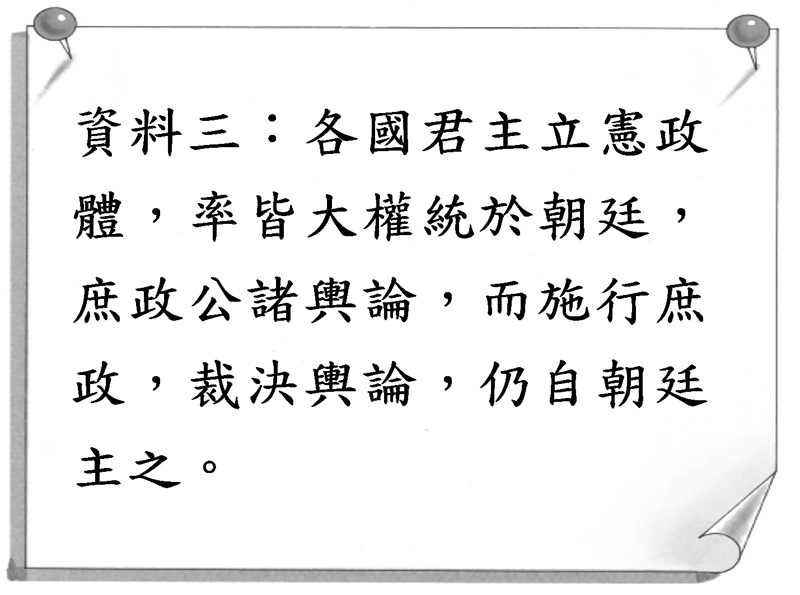 資料三：各國君主立憲政
體，率皆大權統於朝廷，
庶政公諸輿論，而施行庶
政，裁決輿論，仍自朝廷
主之。